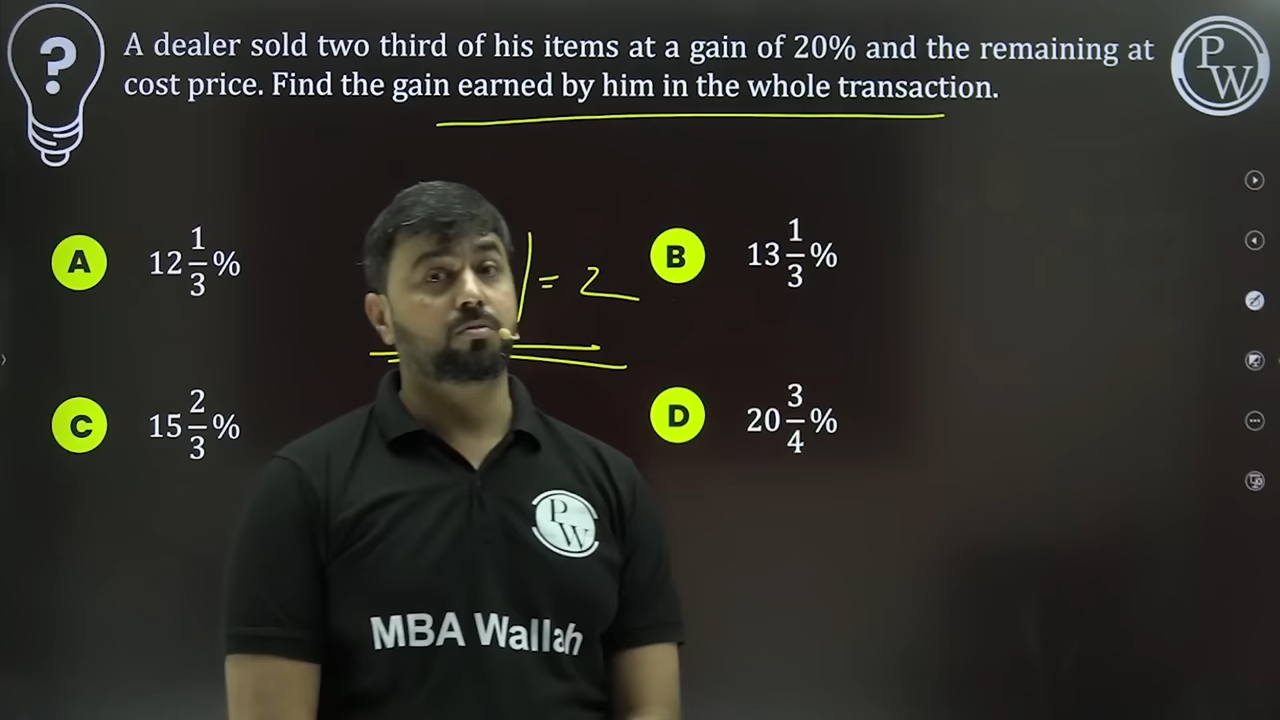 ?
A dealer sold two third of his items at a gain of 20% and the remaining at
cost price. Find the gain earned by him in the whole transaction.
PW
A 12 1/3 %
B 13 1/3 %
= 2
C 15 2/3 %
D 20 3/4 %
PW
MBA Wallah